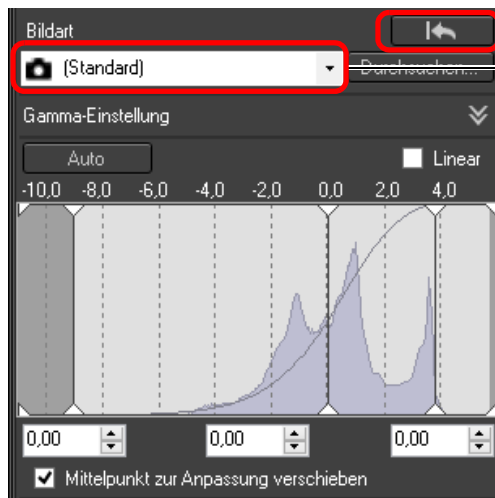 Bildart
(Standard)
Durchsuchen...
Gamma-Einstellung
Auto
Linear
-10,0 -8,0 -6,0 -4,0 -2,0 0,0 2,0 4,0
0,00 0,00 0,00
Mittelpunkt zur Anpassung verschieben